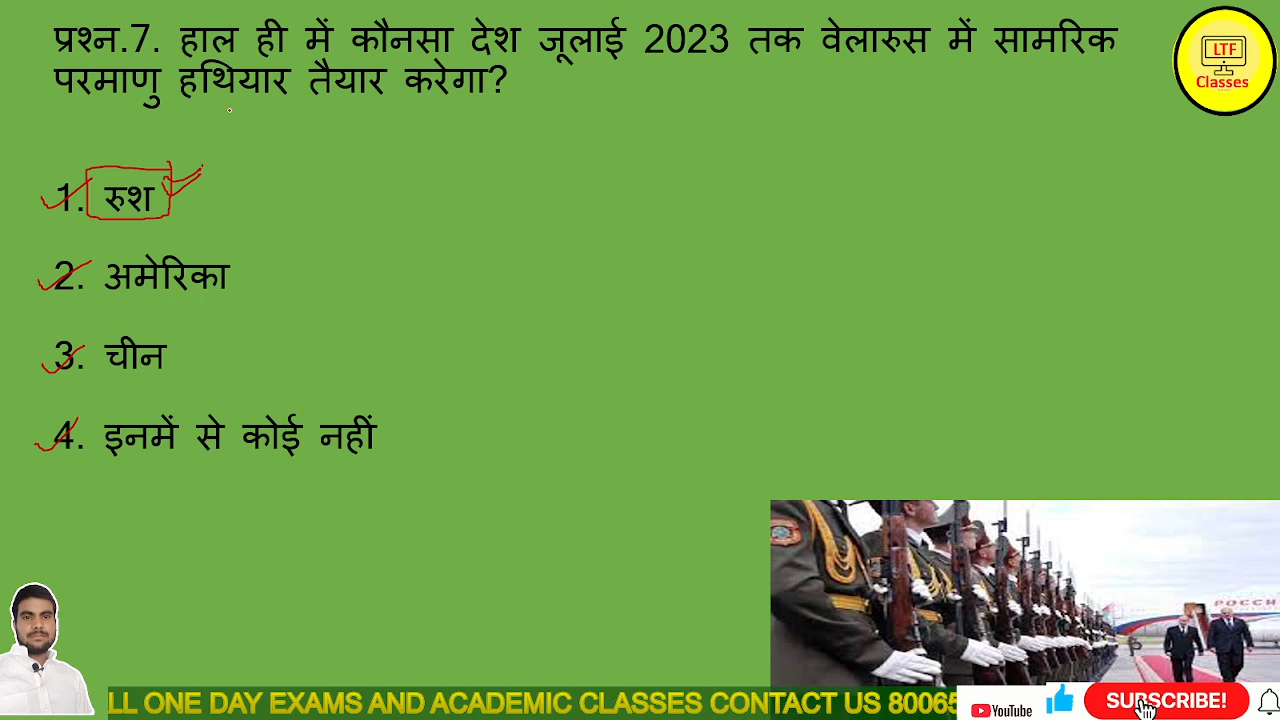 प्रश्न.7. हाल ही में कौनसा देश जूलाई 2023 तक वेलारुस में सामरिक
परमाणु हथियार तैयार करेगा?
LTF
Classes
1. रुश
2. अमेरिका
3. चीन
4. इनमें से कोई नहीं
РОССИ
LL ONE DAY EXAMS AND ACADEMIC CLASSES CONTACT US 80065
YouTube
SUBSCRIBE!